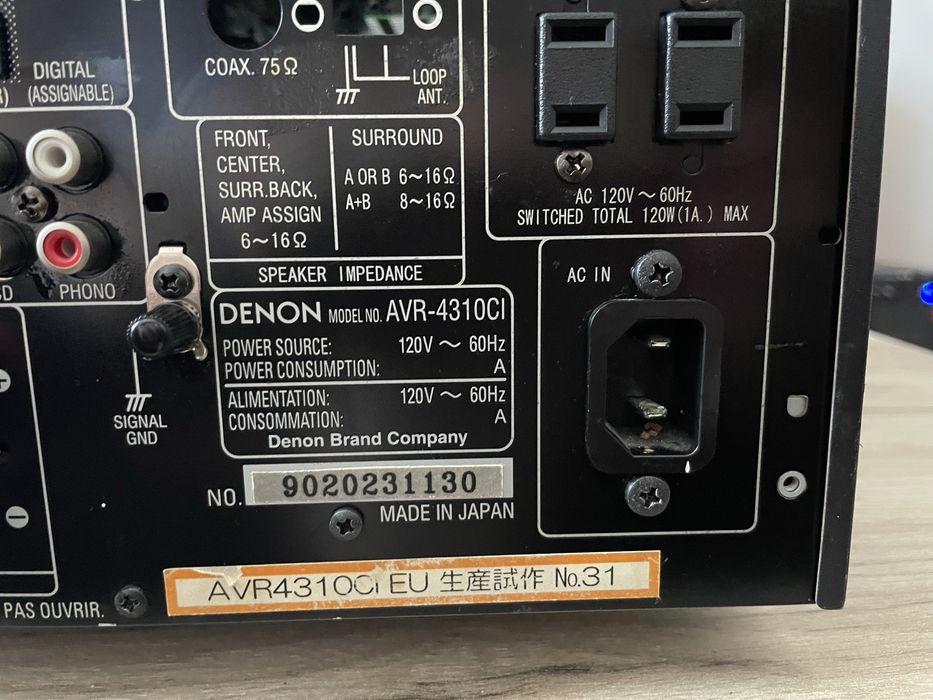 DIGITAL
(ASSIGNABLE)
COAX. 75Ω
LOOP
ANT.
FRONT,
CENTER,
SURR.BACK,
AMP ASSIGN
6～16Ω
SURROUND
A OR B 6～16Ω
A+B 8～16Ω
SPEAKER IMPEDANCE
AC 120V ～ 60Hz
SWITCHED TOTAL 120W(1A.) MAX
AC IN
PHONO
SIGNAL
GND
DENON MODEL NO. AVR-4310CI
POWER SOURCE: 120V ～ 60Hz
POWER CONSUMPTION: A
ALIMENTATION: 120V ～ 60Hz
CONSOMMATION: A
Denon Brand Company
NO. 9020231130
MADE IN JAPAN
AVR4310Ci EU 生産試作 No.31
PAS OUVRIR.